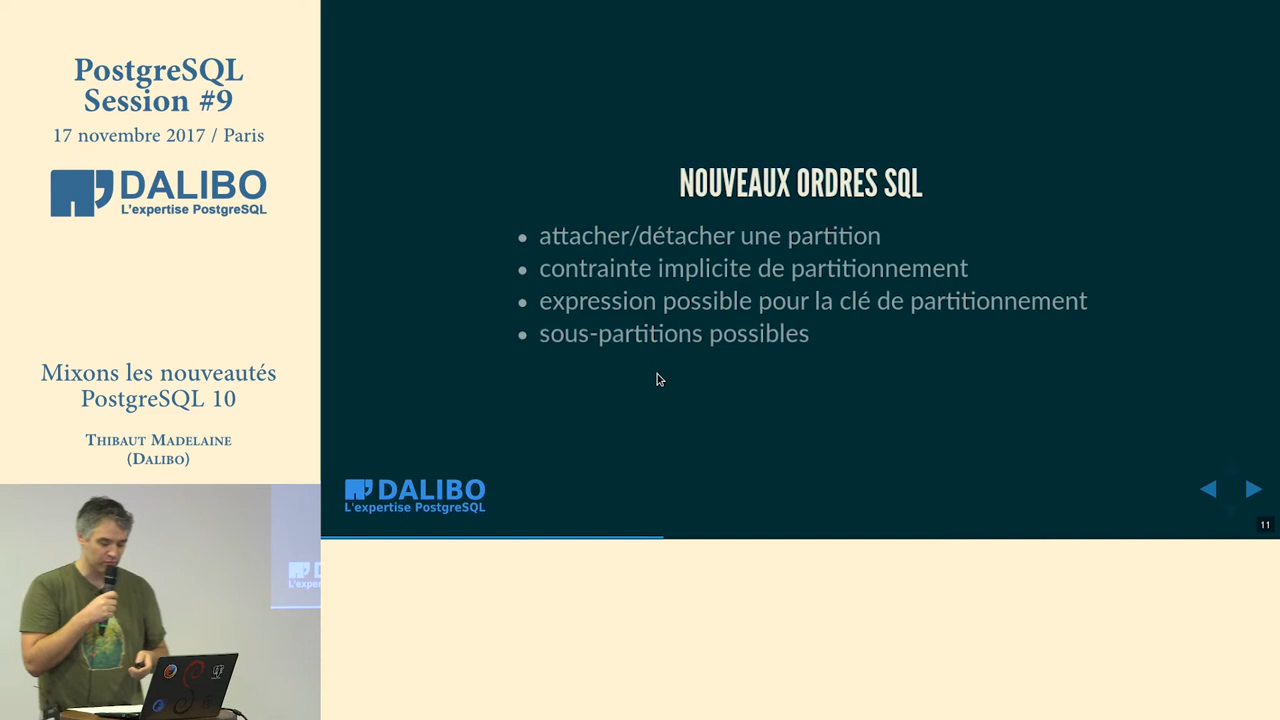 PostgreSQL
Session #9
17 novembre 2017 / Paris
DALIBO
L'expertise PostgreSQL
Mixons les nouveautés
PostgreSQL 10
Thibaut Madelaine
(Dalibo)
NOUVEAUX ORDRES SQL
• attacher/détacher une partition
• contrainte implicite de partitionnement
• expression possible pour la clé de partitionnement
• sous-partitions possibles
DALIBO
L'expertise PostgreSQL
11